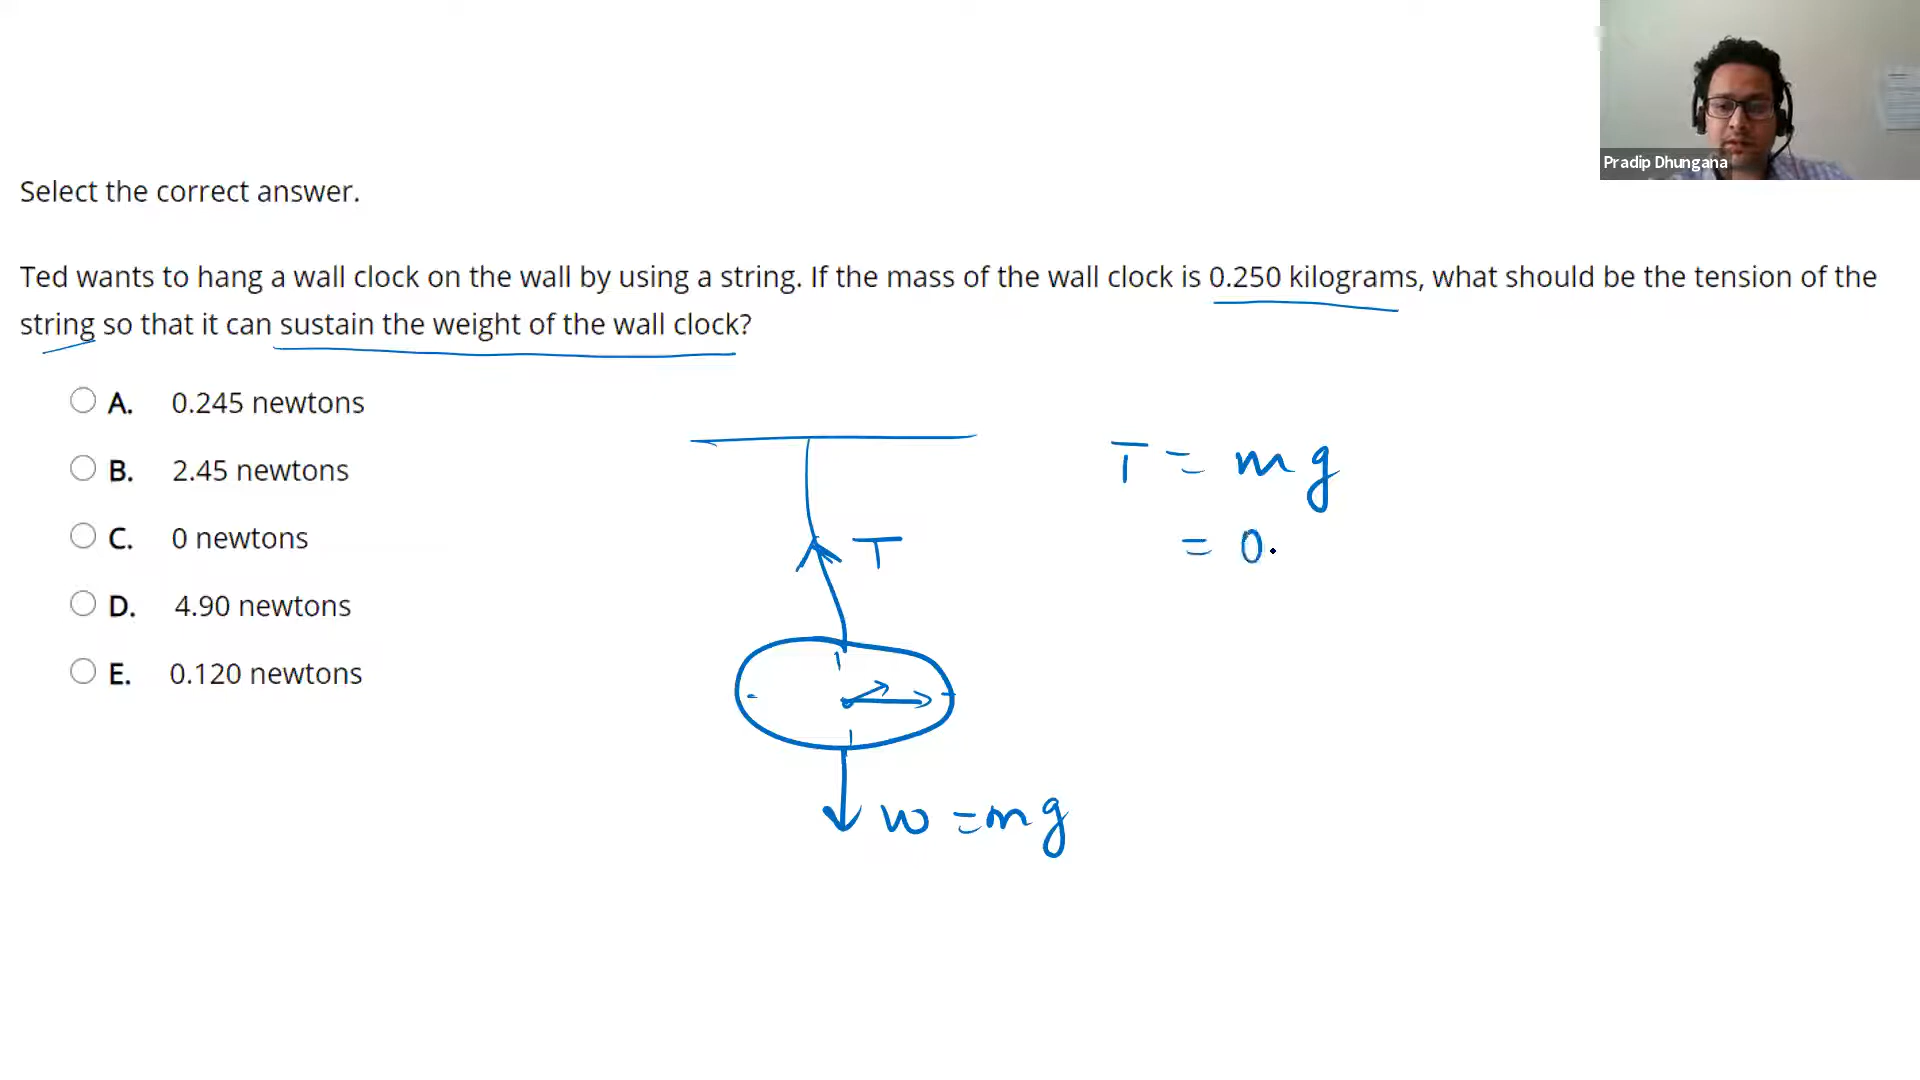 Pradip Dhungana
Select the correct answer.
Ted wants to hang a wall clock on the wall by using a string. If the mass of the wall clock is 0.250 kilograms, what should be the tension of the
string so that it can sustain the weight of the wall clock?
A. 0.245 newtons
B. 2.45 newtons
C. 0 newtons
D. 4.90 newtons
E. 0.120 newtons
T = mg
= 0.
T
w = mg